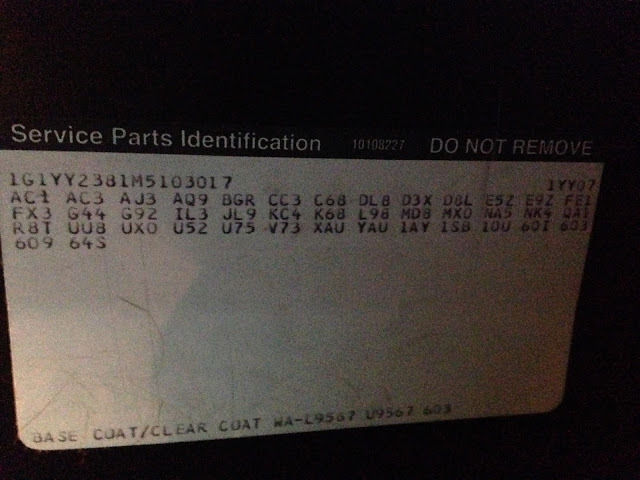 Service Parts Identification 10108227 DO NOT REMOVE
1G1YY2381M5103017 1YY07
AC1 AC3 AJ3 AQ9 BGR CC3 C68 DL8 D3X D8L E5Z E9Z FE1
FX3 G44 G92 IL3 JL9 KC4 K68 L98 MD8 MX0 NA5 NK4 QA1
R8T UU8 UX0 U52 U75 V73 XAU YAU 1AY 1SB 10U 60I 603
609 64S
BASE COAT/CLEAR COAT WA-L9567 U9567 603